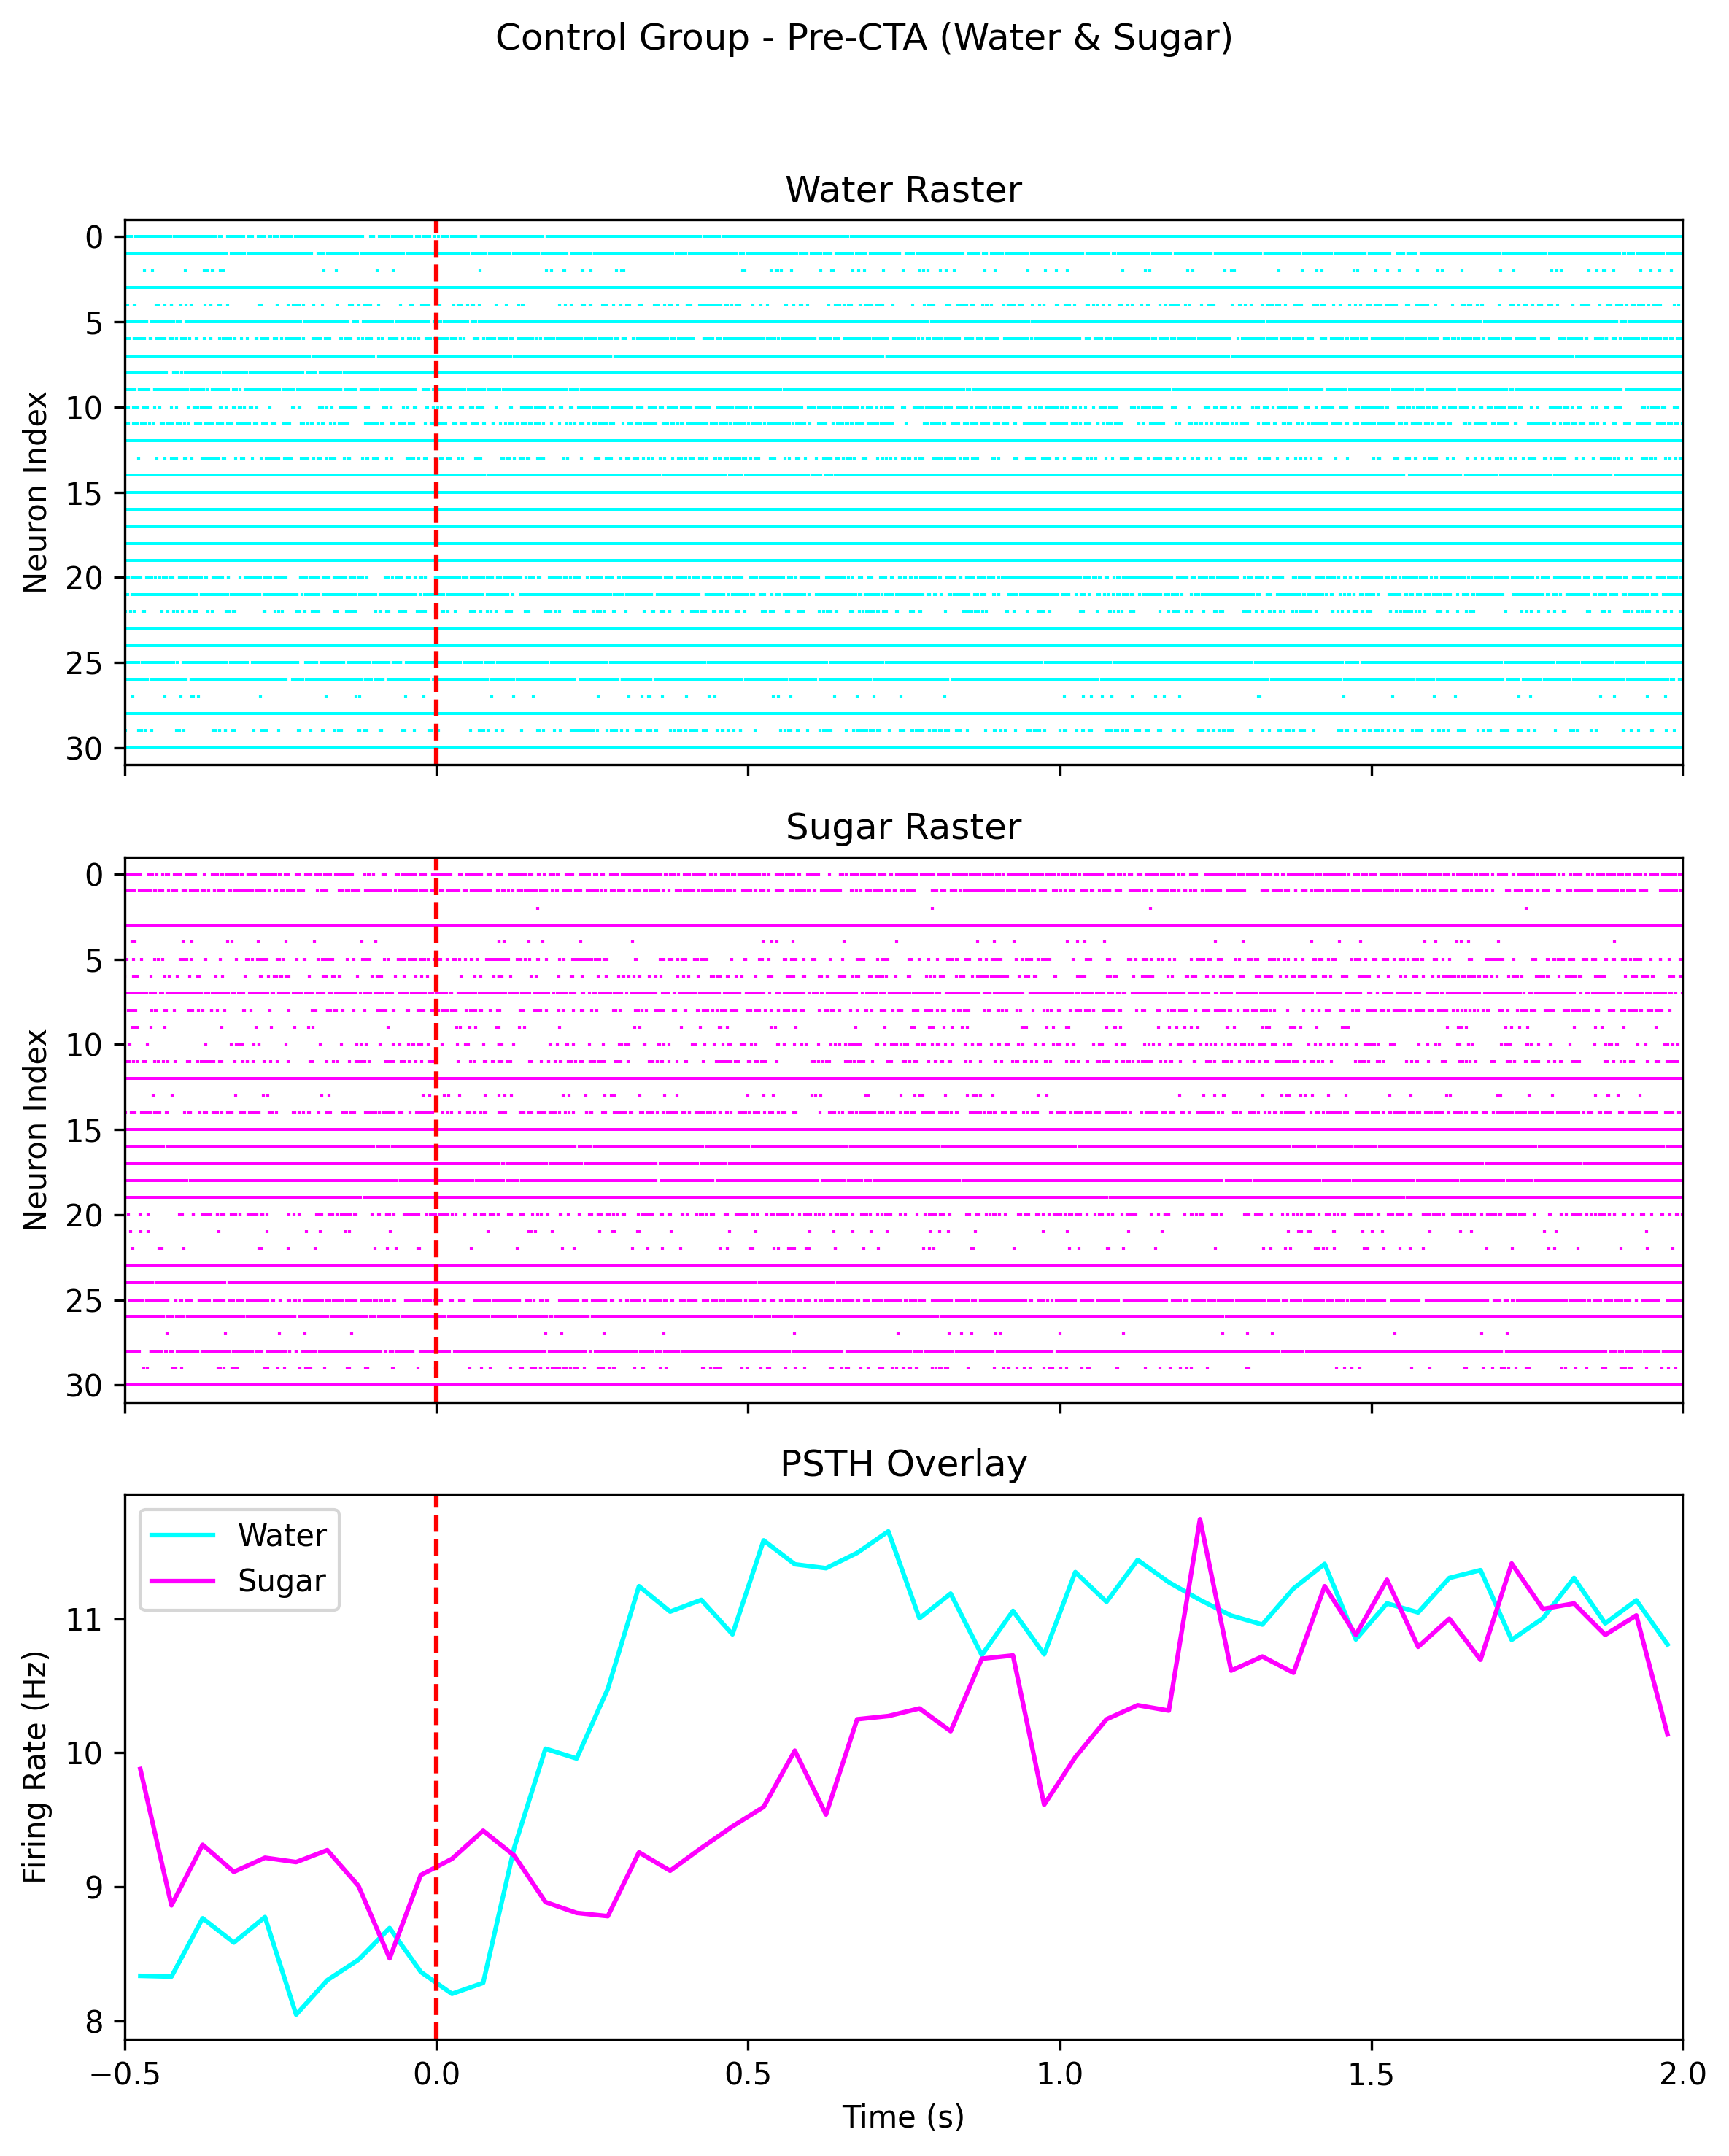 Control Group - Pre-CTA (Water & Sugar)
Water Raster
0
5
10
15
20
25
30
Neuron Index
Sugar Raster
0
5
10
15
20
25
30
Neuron Index
PSTH Overlay
Water
Sugar
11
10
9
8
Firing Rate (Hz)
−0.5 0.0 0.5 1.0 1.5 2.0
Time (s)